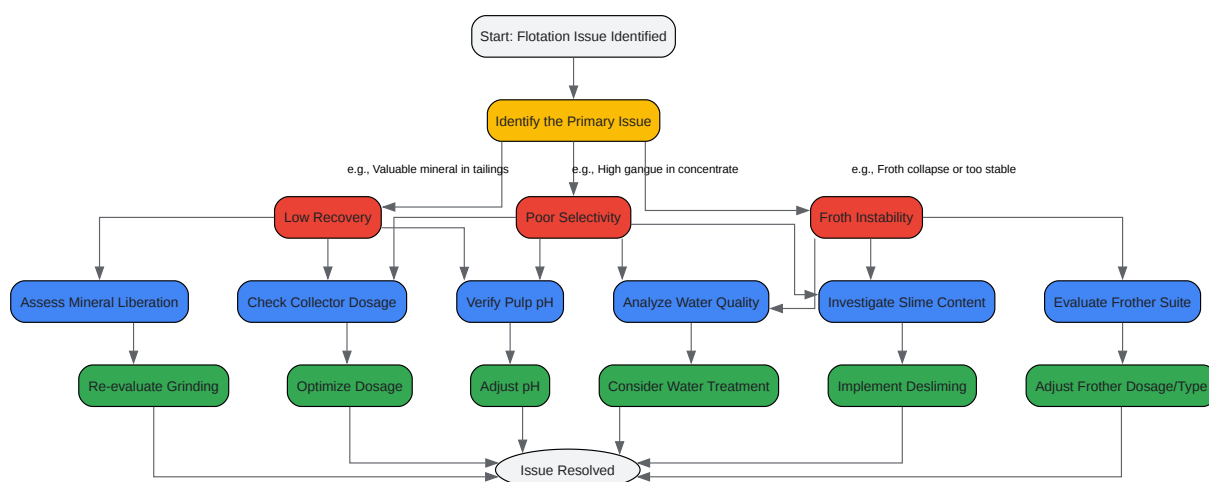 Start: Flotation Issue Identified
Identify the Primary Issue
e.g., Valuable mineral in tailings
e.g., High gangue in concentrate
e.g., Froth collapse or too stable
Low Recovery
Poor Selectivity
Froth Instability
Assess Mineral Liberation
Check Collector Dosage
Verify Pulp pH
Analyze Water Quality
Investigate Slime Content
Evaluate Frother Suite
Re-evaluate Grinding
Optimize Dosage
Adjust pH
Consider Water Treatment
Implement Desliming
Adjust Frother Dosage/Type
Issue Resolved